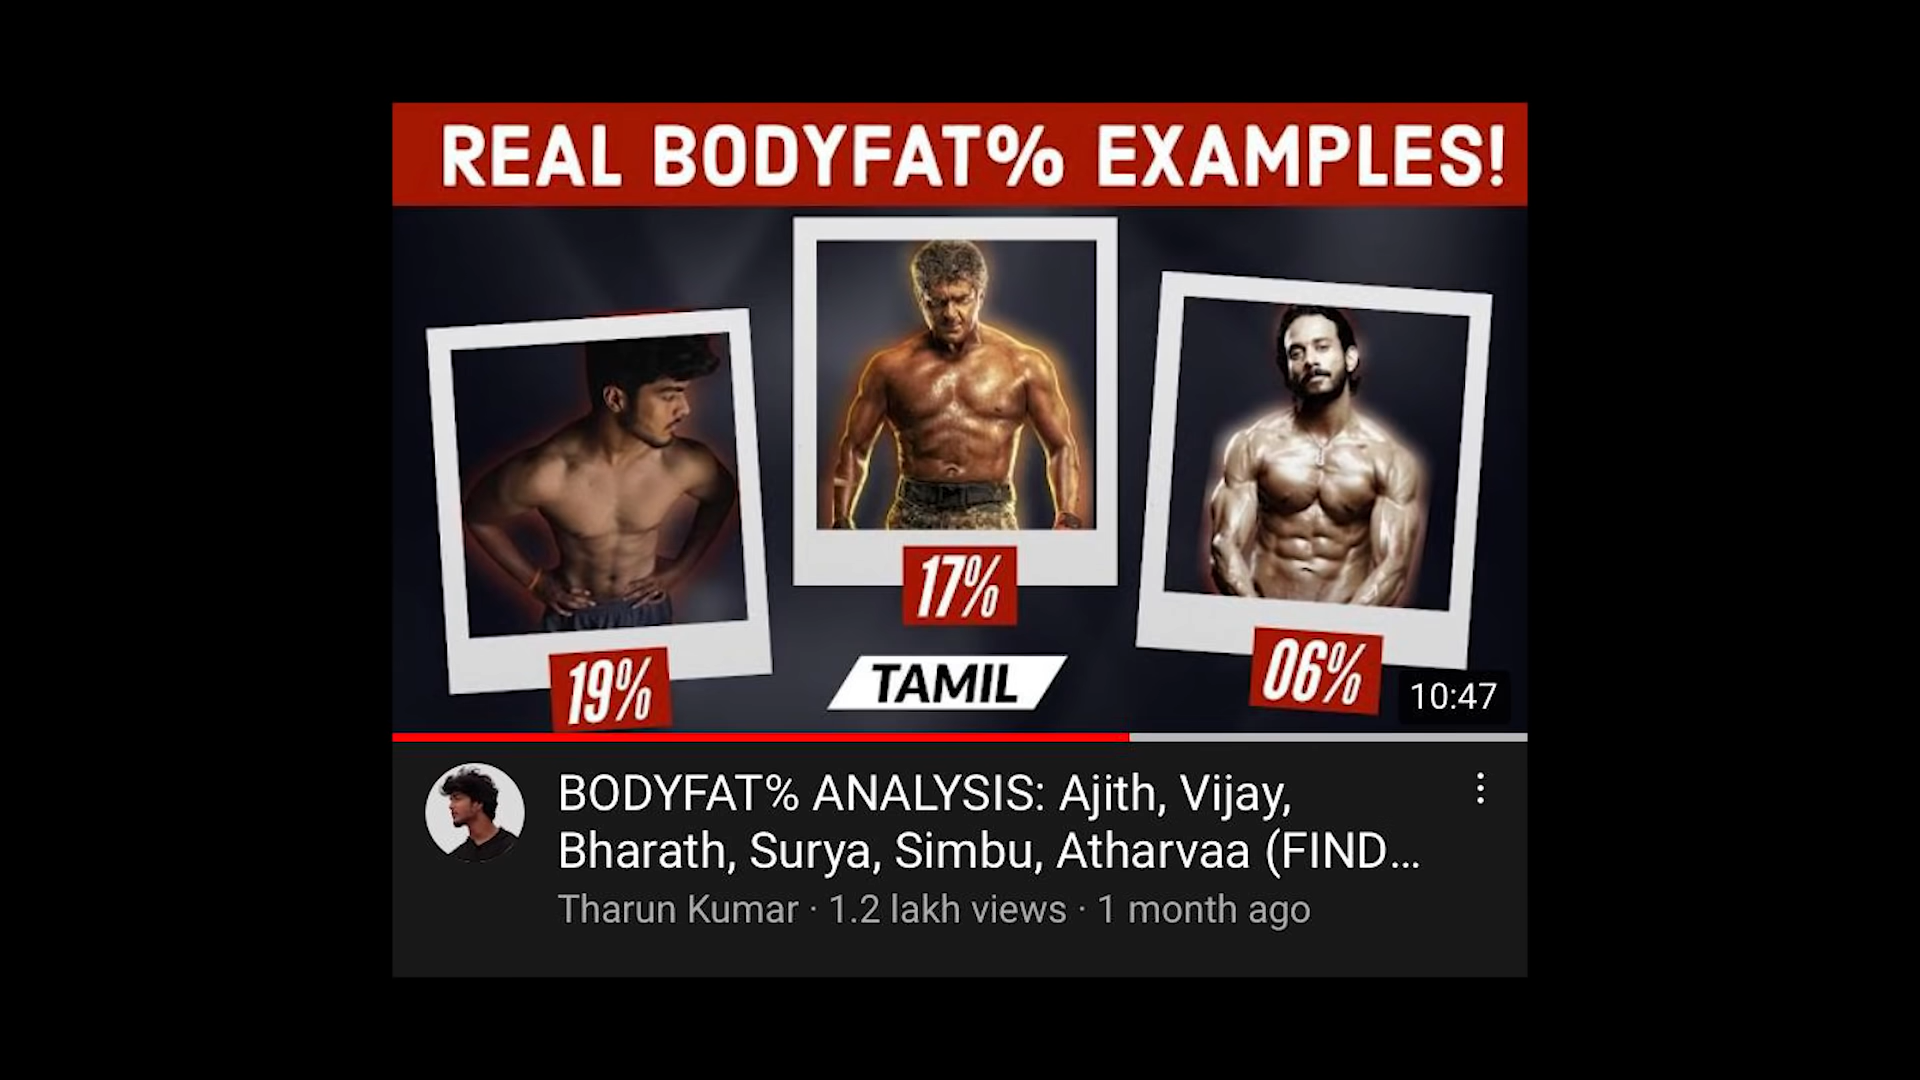 REAL BODYFAT% EXAMPLES!
19%
17%
06%
TAMIL
10:47
BODYFAT% ANALYSIS: Ajith, Vijay,
Bharath, Surya, Simbu, Atharvaa (FIND...
Tharun Kumar · 1.2 lakh views · 1 month ago